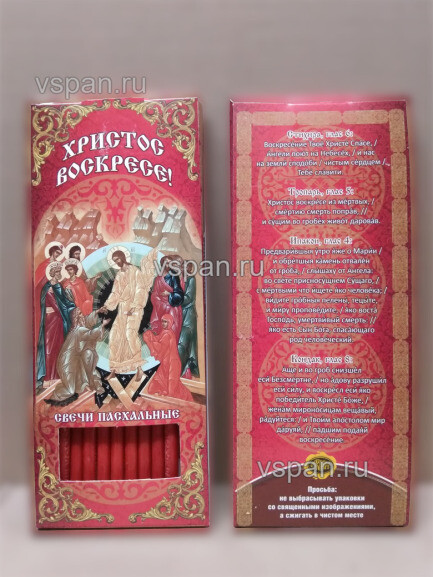 vspan.ru
ХРИСТОС
ВОСКРЕСЕ!
vspan.ru
СВЕЧИ ПАСХАЛЬНЫЕ
vspan.ru
Стихира, глас 6:
Воскресение Твое Христе Спасе, /
ангели поют на Небесех, / и нас
на земли сподоби / чистым сердцем /
Тебе славити.
Тропарь, глас 5:
Христос воскресе из мертвых, /
смертию смерть поправ, //
и сущим во гробех живот даровав.
Ипакои, глас 4:
Предварившыя утро яже о Марии /
и обретшыя камень отвален
от гроба, / слышаху от Ангела:
во свете присносущнем Сущаго, /
с мертвыми что ищете яко человека;
видите гробныя пелены, тецыте,
и миру проповедите, / яко воста
Господь, умертвивый смерть, /
яко есть Сын Бога, спасающаго
род человеческий.
Кондак, глас 8:
аще и во гроб снизшел
еси Безсмертне, / но адову разрушил
еси силу, и воскресл еси яко
победитель Христе Боже, /
женам мироносицам вещавый,
радуйтеся: / и Твоим апостолом мир
даруяй: // падшим подаяй
воскресение.
vspan.ru
Просьба:
не выбрасывать упаковки
со священными изображениями,
а сжигать в чистом месте